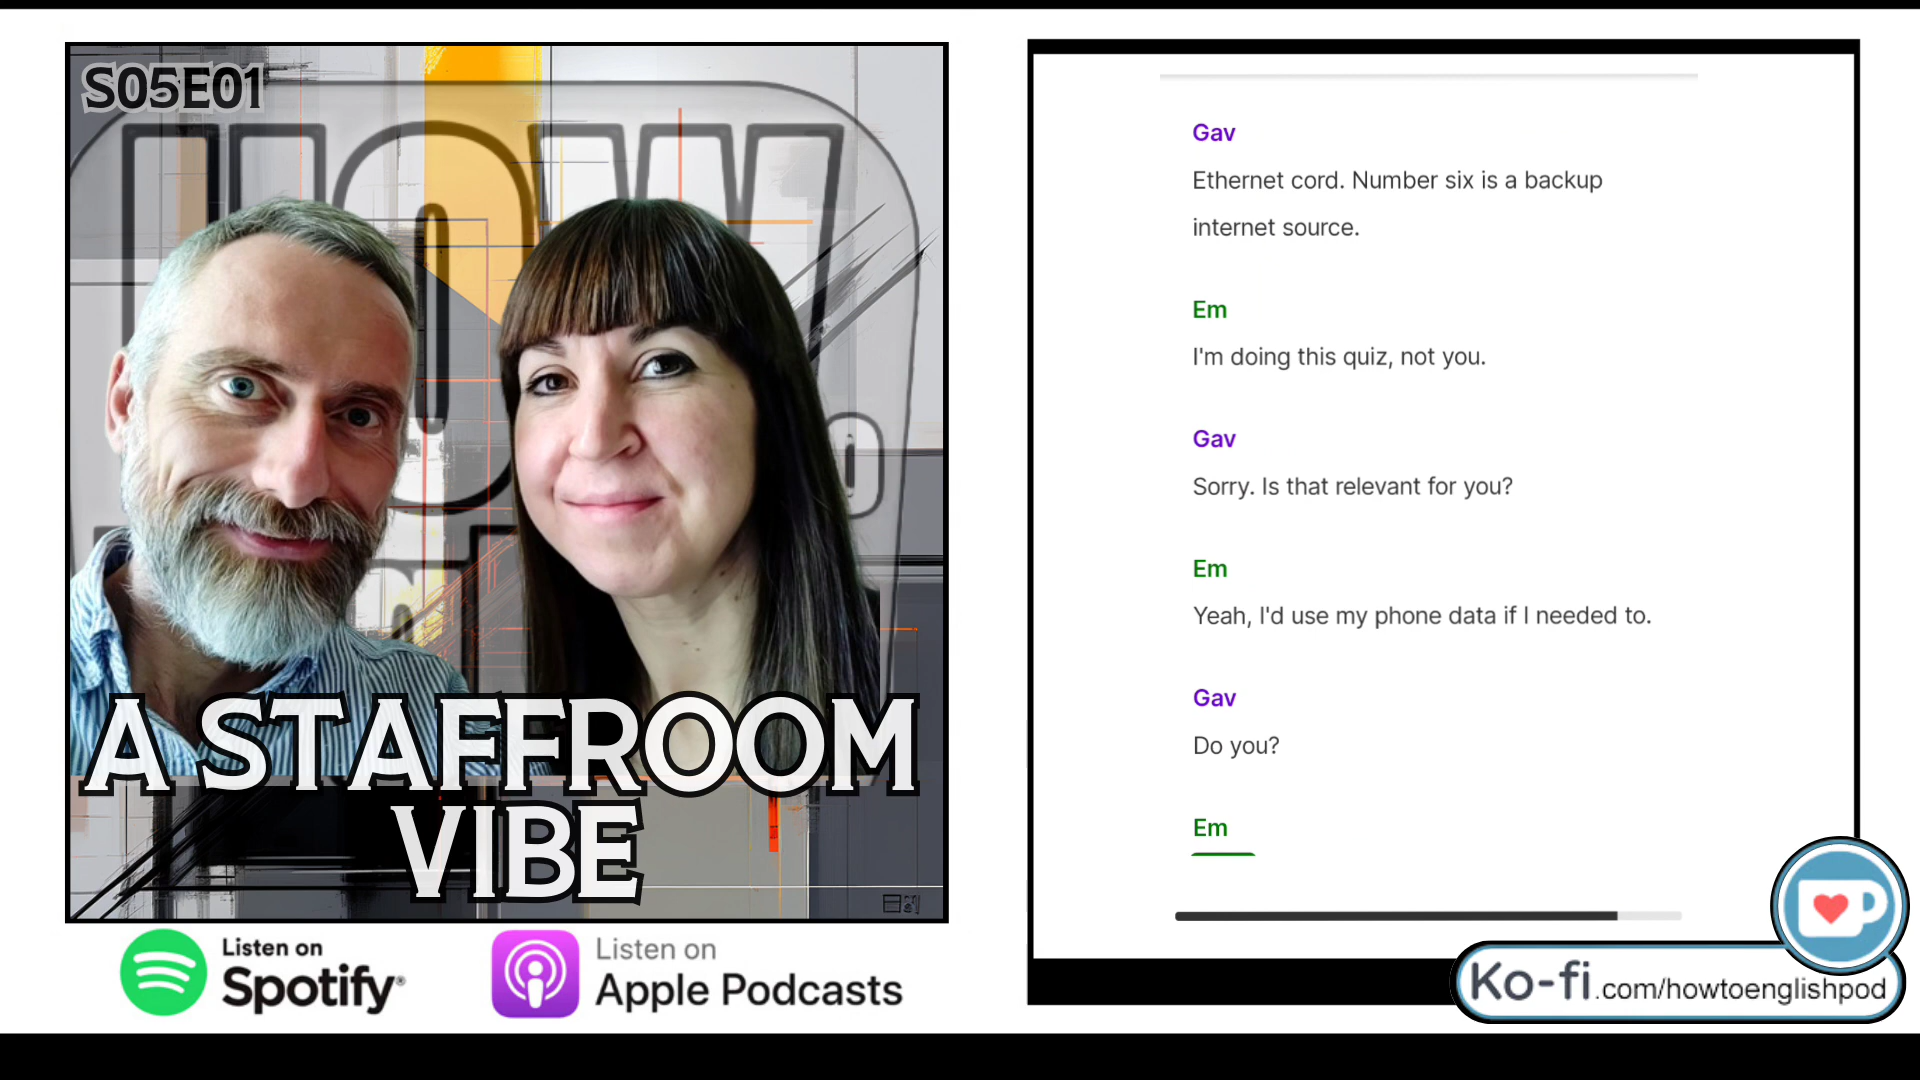 S05E01
HOW
TO
A STAFFROOM
VIBE
Listen on
Spotify®
Listen on
Apple Podcasts
Gav
Ethernet cord. Number six is a backup
internet source.
Em
I'm doing this quiz, not you.
Gav
Sorry. Is that relevant for you?
Em
Yeah, I'd use my phone data if I needed to.
Gav
Do you?
Em
Ko-fi.com/howtoenglishpod